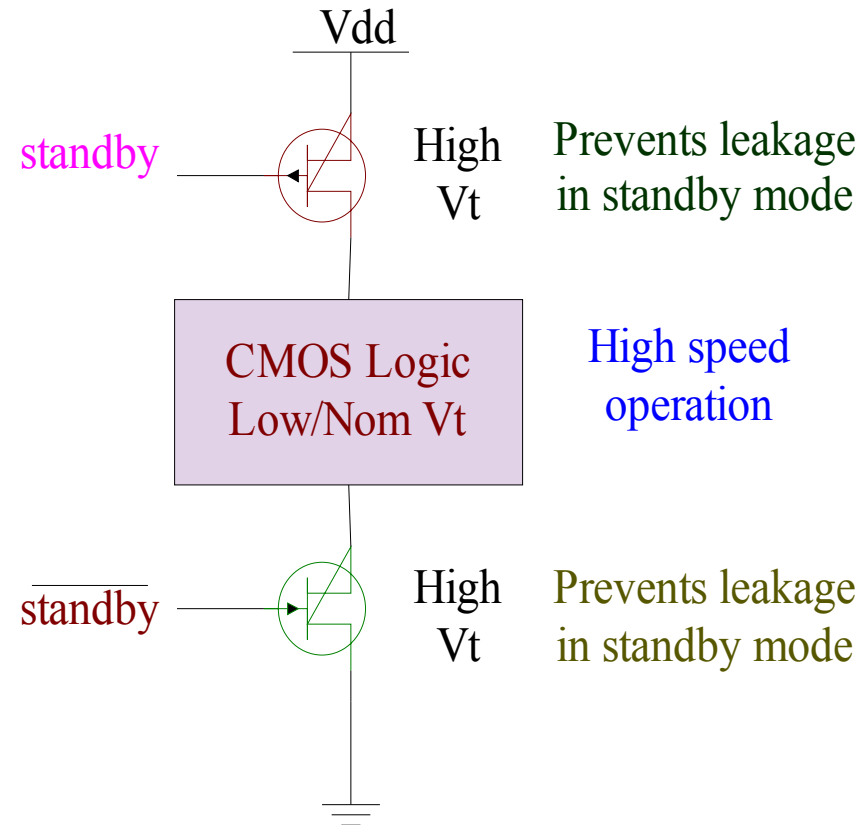 Vdd
standby
High
Vt
Prevents leakage
in standby mode
CMOS Logic
Low/Nom Vt
High speed
operation
standby
High
Vt
Prevents leakage
in standby mode